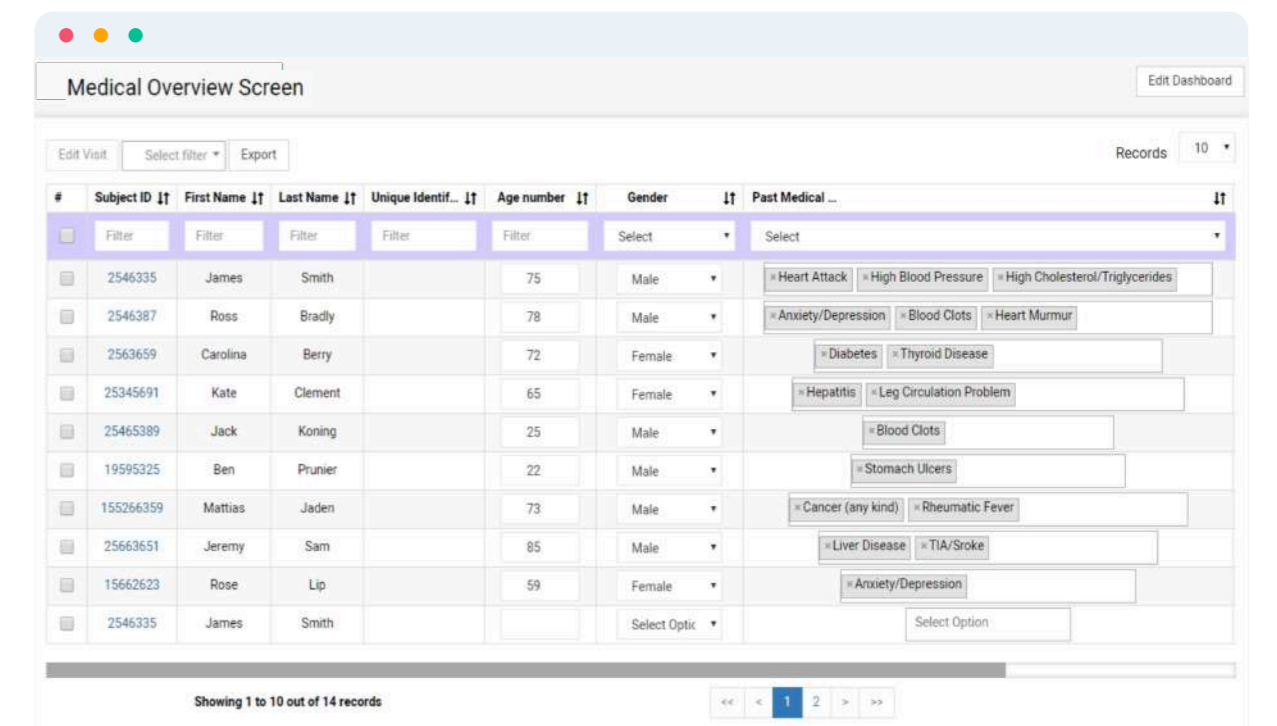 Medical Overview Screen Edit Dashboard
Edit Visit Select filter Export Records 10
# Subject ID First Name Last Name Unique Identif... Age number Gender Past Medical ...
Filter Filter Filter Filter Filter Select Select
2546335 James Smith 75 Male ×Heart Attack ×High Blood Pressure ×High Cholesterol/Triglycerides
2546387 Ross Bradly 78 Male ×Anxiety/Depression ×Blood Clots ×Heart Murmur
2563659 Carolina Berry 72 Female ×Diabetes ×Thyroid Disease
25345691 Kate Clement 65 Female ×Hepatitis ×Leg Circulation Problem
25465389 Jack Koning 25 Male ×Blood Clots
19595325 Ben Prunier 22 Male ×Stomach Ulcers
155266359 Mattias Jaden 73 Male ×Cancer (any kind) ×Rheumatic Fever
25663651 Jeremy Sam 85 Male ×Liver Disease ×TIA/Sroke
15662623 Rose Lip 59 Female ×Anxiety/Depression
2546335 James Smith Select Optic Select Option
Showing 1 to 10 out of 14 records << < 1 2 > >>